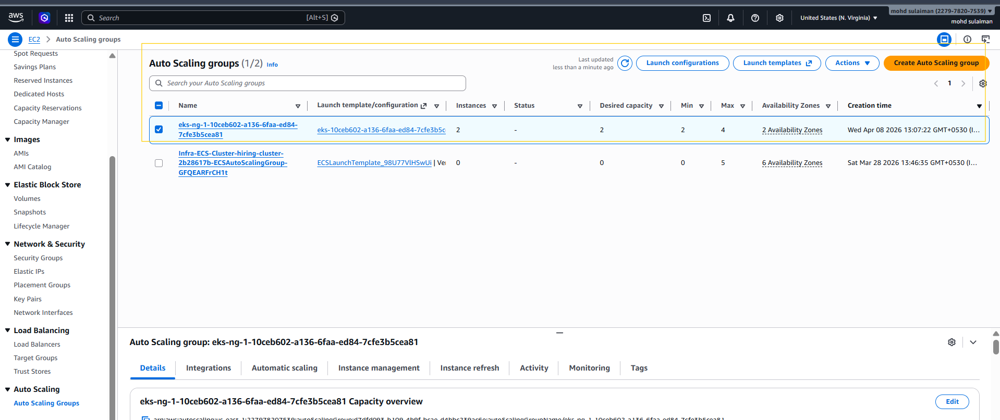 aws
Search [Alt+S]
United States (N. Virginia)
mohd sulaiman (2279-7820-7539)
mohd sulaiman
EC2 Auto Scaling groups
Spot Requests
Savings Plans
Reserved Instances
Dedicated Hosts
Capacity Reservations
Capacity Manager
Images
AMIs
AMI Catalog
Elastic Block Store
Volumes
Snapshots
Lifecycle Manager
Network & Security
Security Groups
Elastic IPs
Placement Groups
Key Pairs
Network Interfaces
Load Balancing
Load Balancers
Target Groups
Trust Stores
Auto Scaling
Auto Scaling Groups
Auto Scaling groups (1/2) Info
Last updated
less than a minute ago
Launch configurations
Launch templates
Actions
Create Auto Scaling group
Search your Auto Scaling groups
1
Name Launch template/configuration Instances Status Desired capacity Min Max Availability Zones Creation time
eks-ng-1-10ceb602-a136-6faa-ed84-
7cfe3b5cea81
eks-10ceb602-a136-6faa-ed84-7cfe3b5c 2 - 2 2 4 2 Availability Zones Wed Apr 08 2026 13:07:22 GMT+0530 (I...
Infra-ECS-Cluster-hiring-cluster-
2b28617b-ECSAutoScalingGroup-
GFQEARFrCH1t
ECSLaunchTemplate_98U77VlHSwUi | Ver 0 - 0 0 5 6 Availability Zones Sat Mar 28 2026 13:46:35 GMT+0530 (I...
Auto Scaling group: eks-ng-1-10ceb602-a136-6faa-ed84-7cfe3b5cea81
Details Integrations Automatic scaling Instance management Instance refresh Activity Monitoring Tags
eks-ng-1-10ceb602-a136-6faa-ed84-7cfe3b5cea81 Capacity overview
Edit